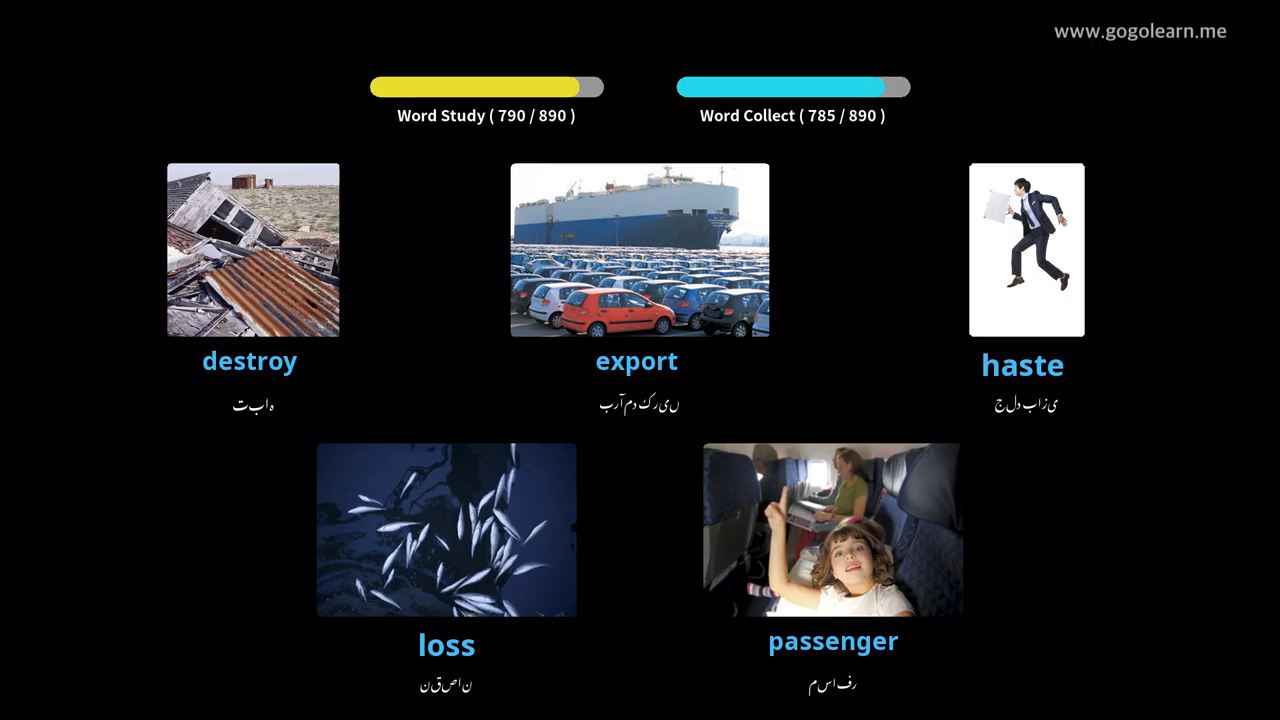 www.gogolearn.me
Word Study ( 790 / 890 )
Word Collect ( 785 / 890 )
destroy
تباہ
export
برآمد کریں
haste
جلد بازی
loss
نقصان
passenger
مسافر